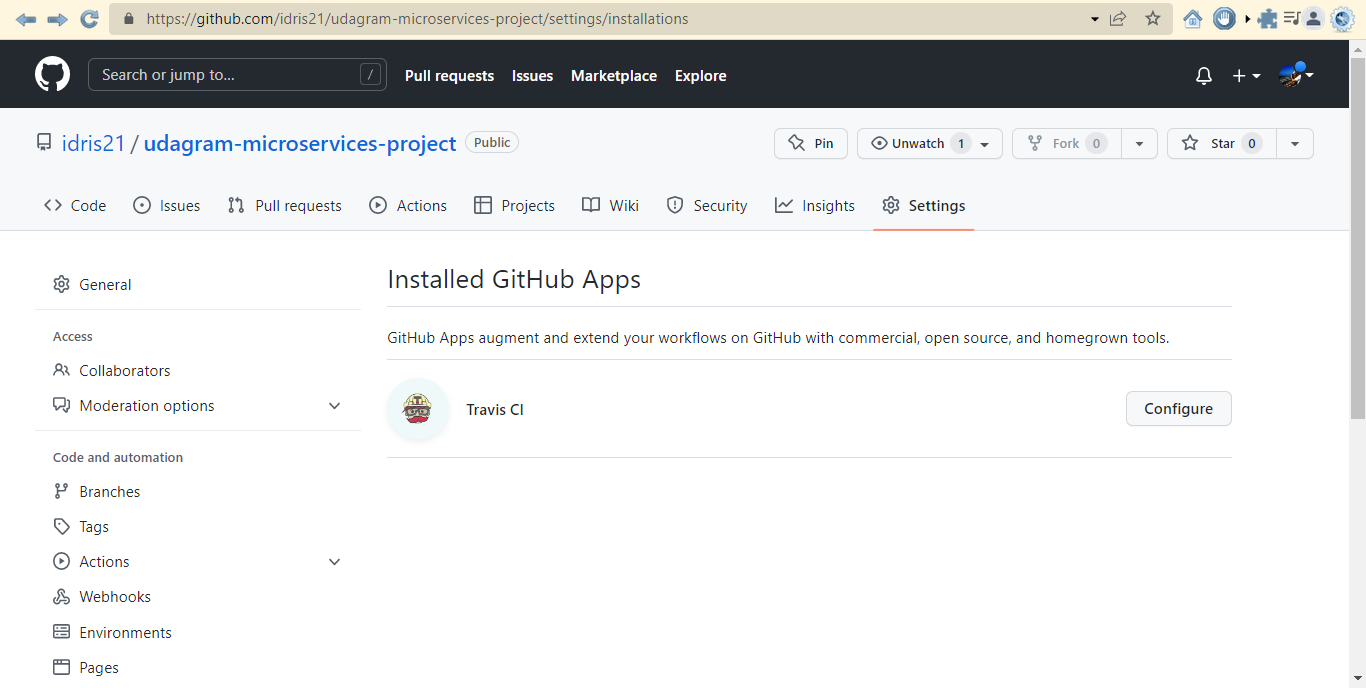 https://github.com/idris21/udagram-microservices-project/settings/installations
Search or jump to... / Pull requests Issues Marketplace Explore
idris21 / udagram-microservices-project Public Pin Unwatch 1 Fork 0 Star 0
Code Issues Pull requests Actions Projects Wiki Security Insights Settings
General
Access
Collaborators
Moderation options
Code and automation
Branches
Tags
Actions
Webhooks
Environments
Pages
Installed GitHub Apps
GitHub Apps augment and extend your workflows on GitHub with commercial, open source, and homegrown tools.
Travis CI Configure